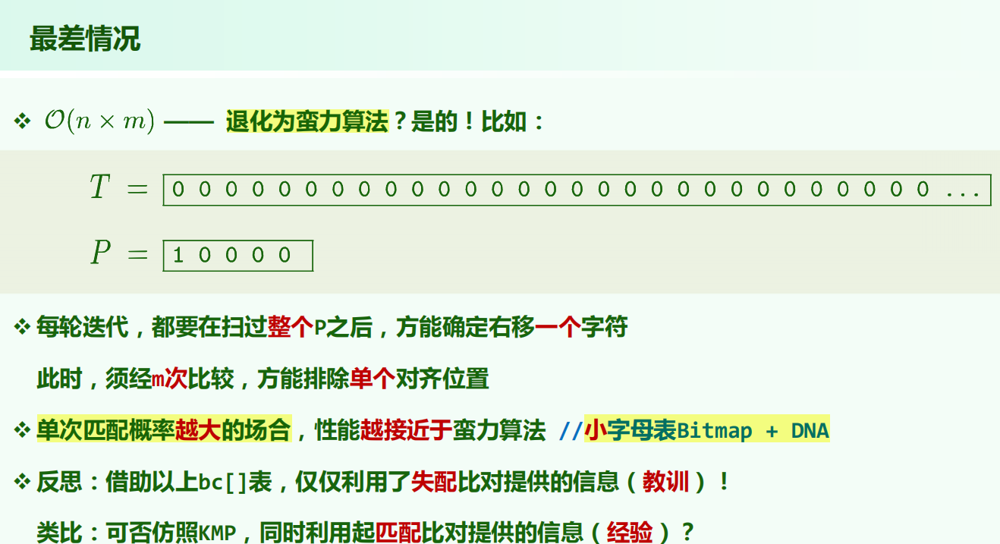 最差情况
❖ O(n × m) —— 退化为蛮力算法？是的！比如：
T = 0 0 0 0 0 0 0 0 0 0 0 0 0 0 0 0 0 0 0 0 0 0 0 0 0 0 0 0 0 ...
P = 1 0 0 0 0
❖ 每轮迭代，都要在扫过整个P之后，方能确定右移一个字符
此时，须经m次比较，方能排除单个对齐位置
❖ 单次匹配概率越大的场合，性能越接近于蛮力算法 //小字母表Bitmap + DNA
❖ 反思：借助以上bc[]表，仅仅利用了失配比对提供的信息（教训）！
类比：可否仿照KMP，同时利用起匹配比对提供的信息（经验）？